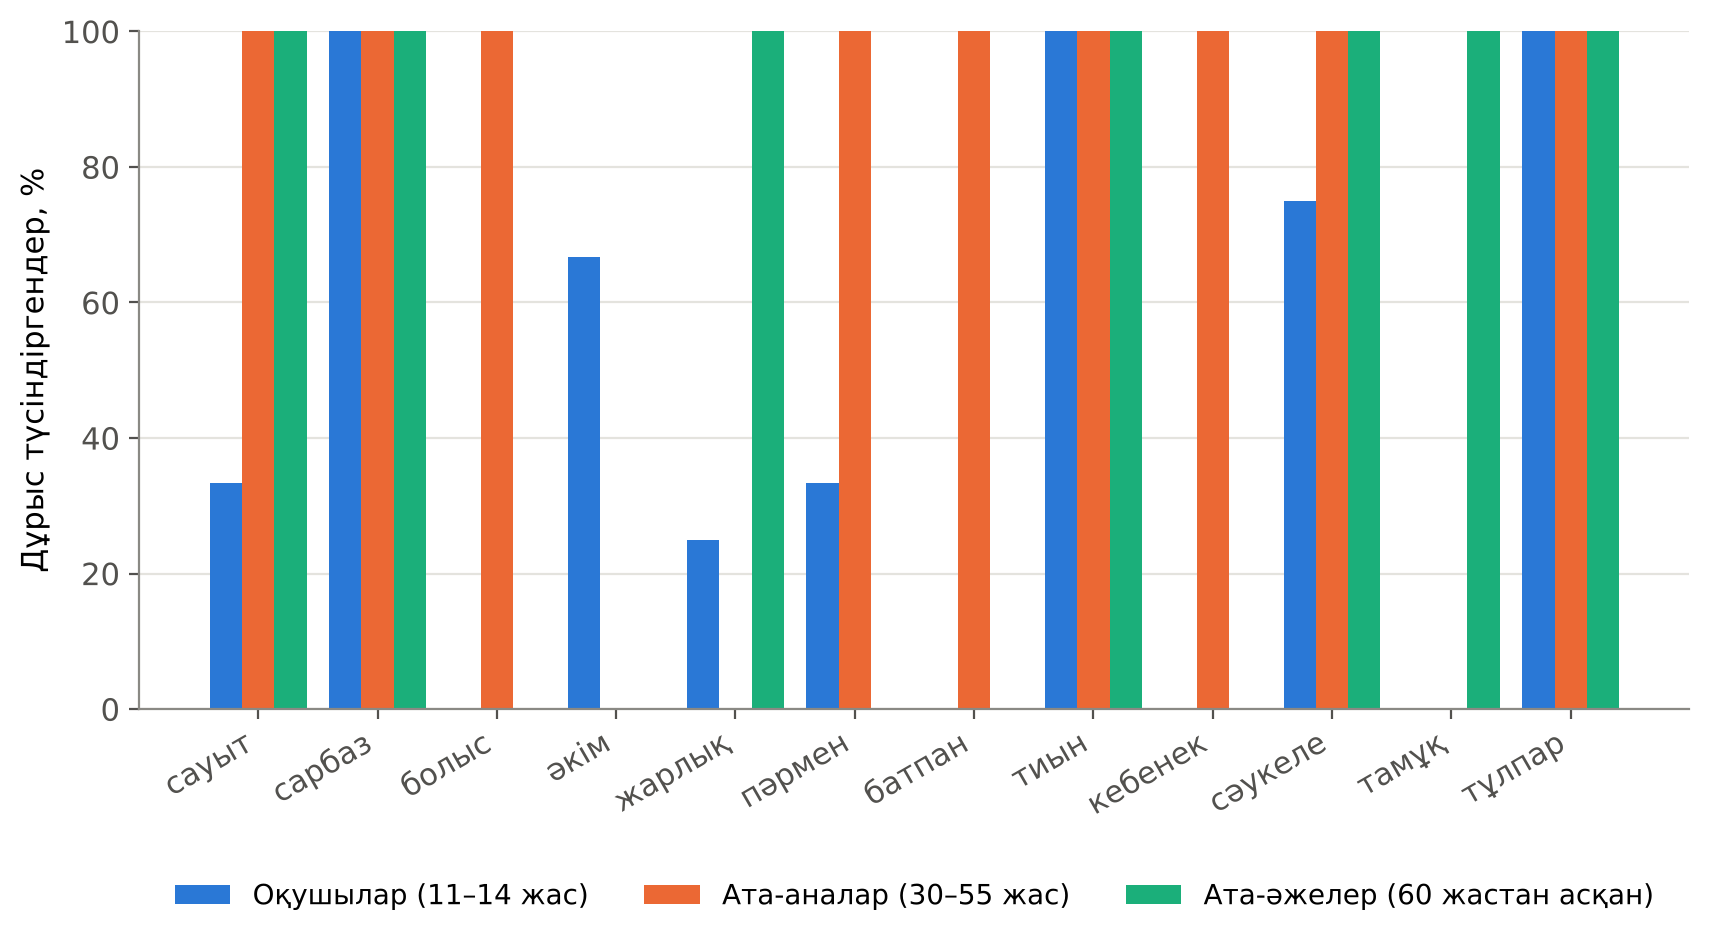 Дұрыс түсіндіргендер, %
100
80
60
40
20
0
сауыт
сарбаз
болыс
әкім
жарлық
пәрмен
батпан
тиын
кебенек
сәукеле
тамұқ
тұлпар
Оқушылар (11–14 жас)
Ата-аналар (30–55 жас)
Ата-әжелер (60 жастан асқан)